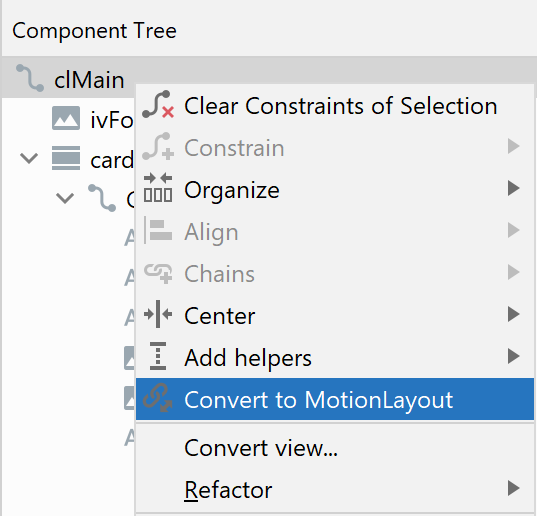 Component Tree
clMain
Clear Constraints of Selection
ivFo
Constrain
card
Organize
Align
Chains
Center
Add helpers
Convert to MotionLayout
Convert view...
Refactor